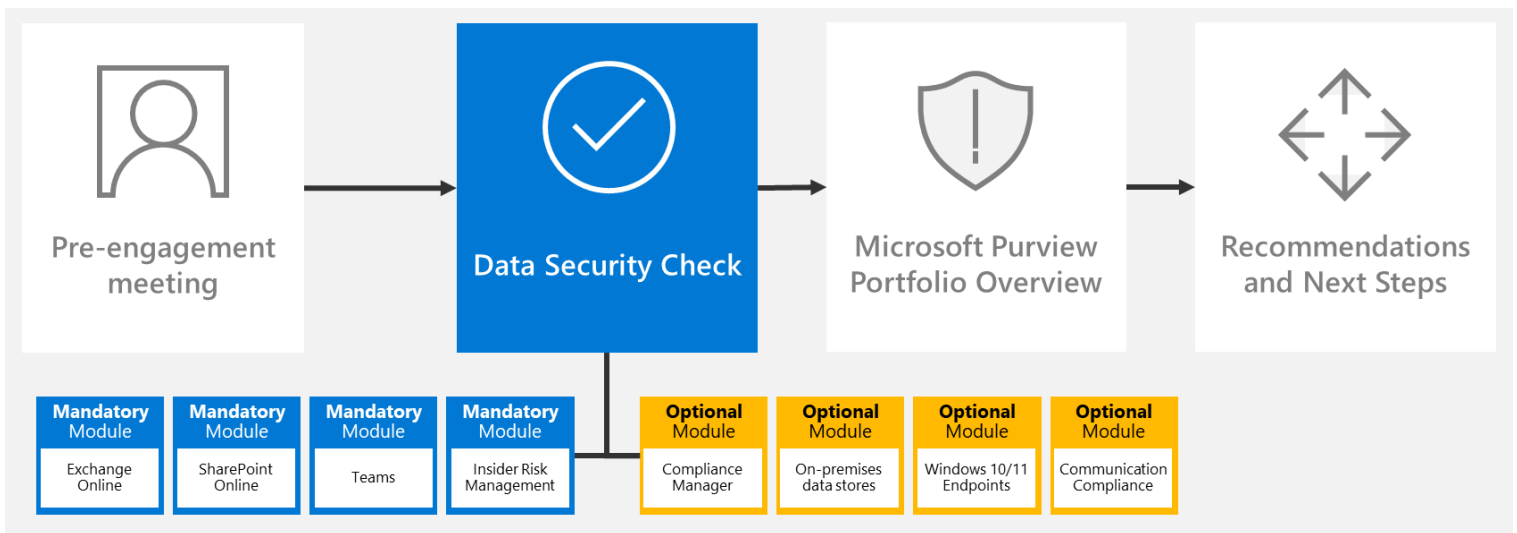 Pre-engagement
meeting
Data Security Check
Microsoft Purview
Portfolio Overview
Recommendations
and Next Steps
Mandatory
Module
Exchange
Online
Mandatory
Module
SharePoint
Online
Mandatory
Module
Teams
Mandatory
Module
Insider Risk
Management
Optional
Module
Compliance
Manager
Optional
Module
On-premises
data stores
Optional
Module
Windows 10/11
Endpoints
Optional
Module
Communication
Compliance